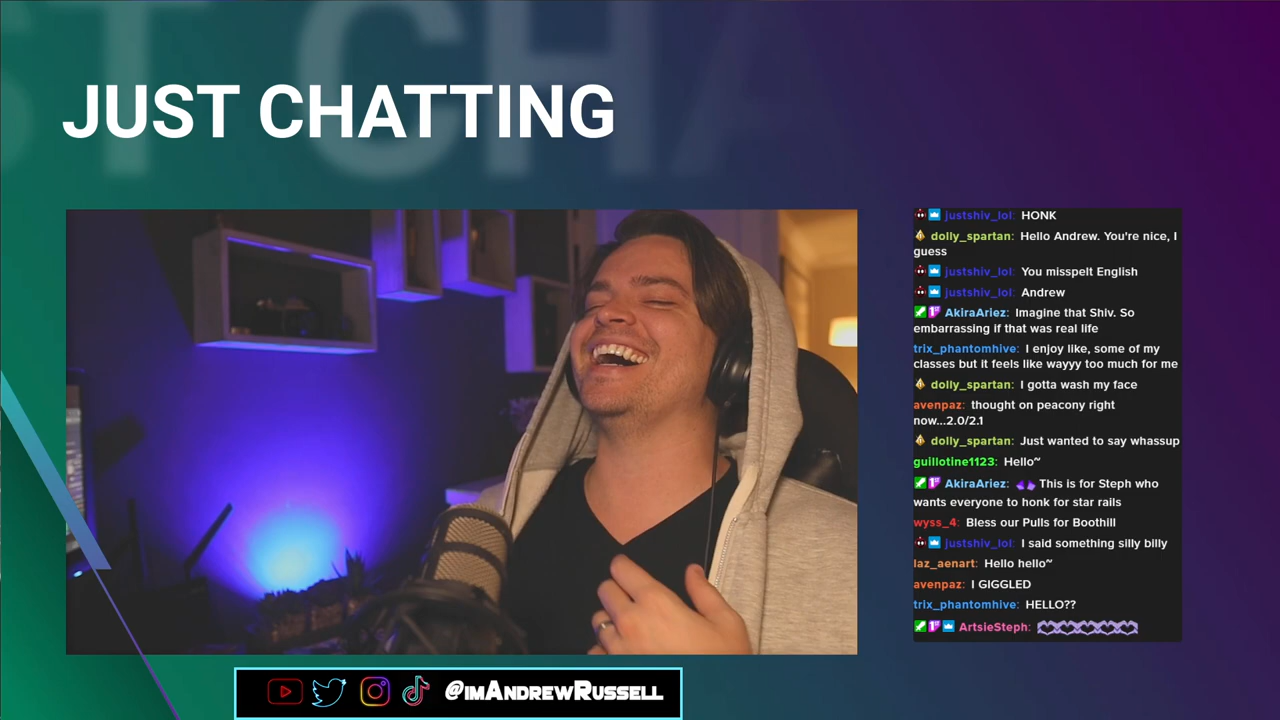 ST CHA
JUST CHATTING
justshiv_lol: HONK
dolly_spartan: Hello Andrew. You're nice, I
guess
justshiv_lol: You misspelt English
justshiv_lol: Andrew
AkiraAriez: Imagine that Shiv. So
embarrassing if that was real life
trix_phantomhive: I enjoy like, some of my
classes but it feels like wayyy too much for me
dolly_spartan: I gotta wash my face
avenpaz: thought on peacony right
now...2.0/2.1
dolly_spartan: Just wanted to say whassup
guillotine1123: Hello~
AkiraAriez: This is for Steph who
wants everyone to honk for star rails
wyss_4: Bless our Pulls for Boothill
justshiv_lol: I said something silly billy
laz_aenart: Hello hello~
avenpaz: I GIGGLED
trix_phantomhive: HELLO??
ArtsieSteph:
@imAndrewRussell